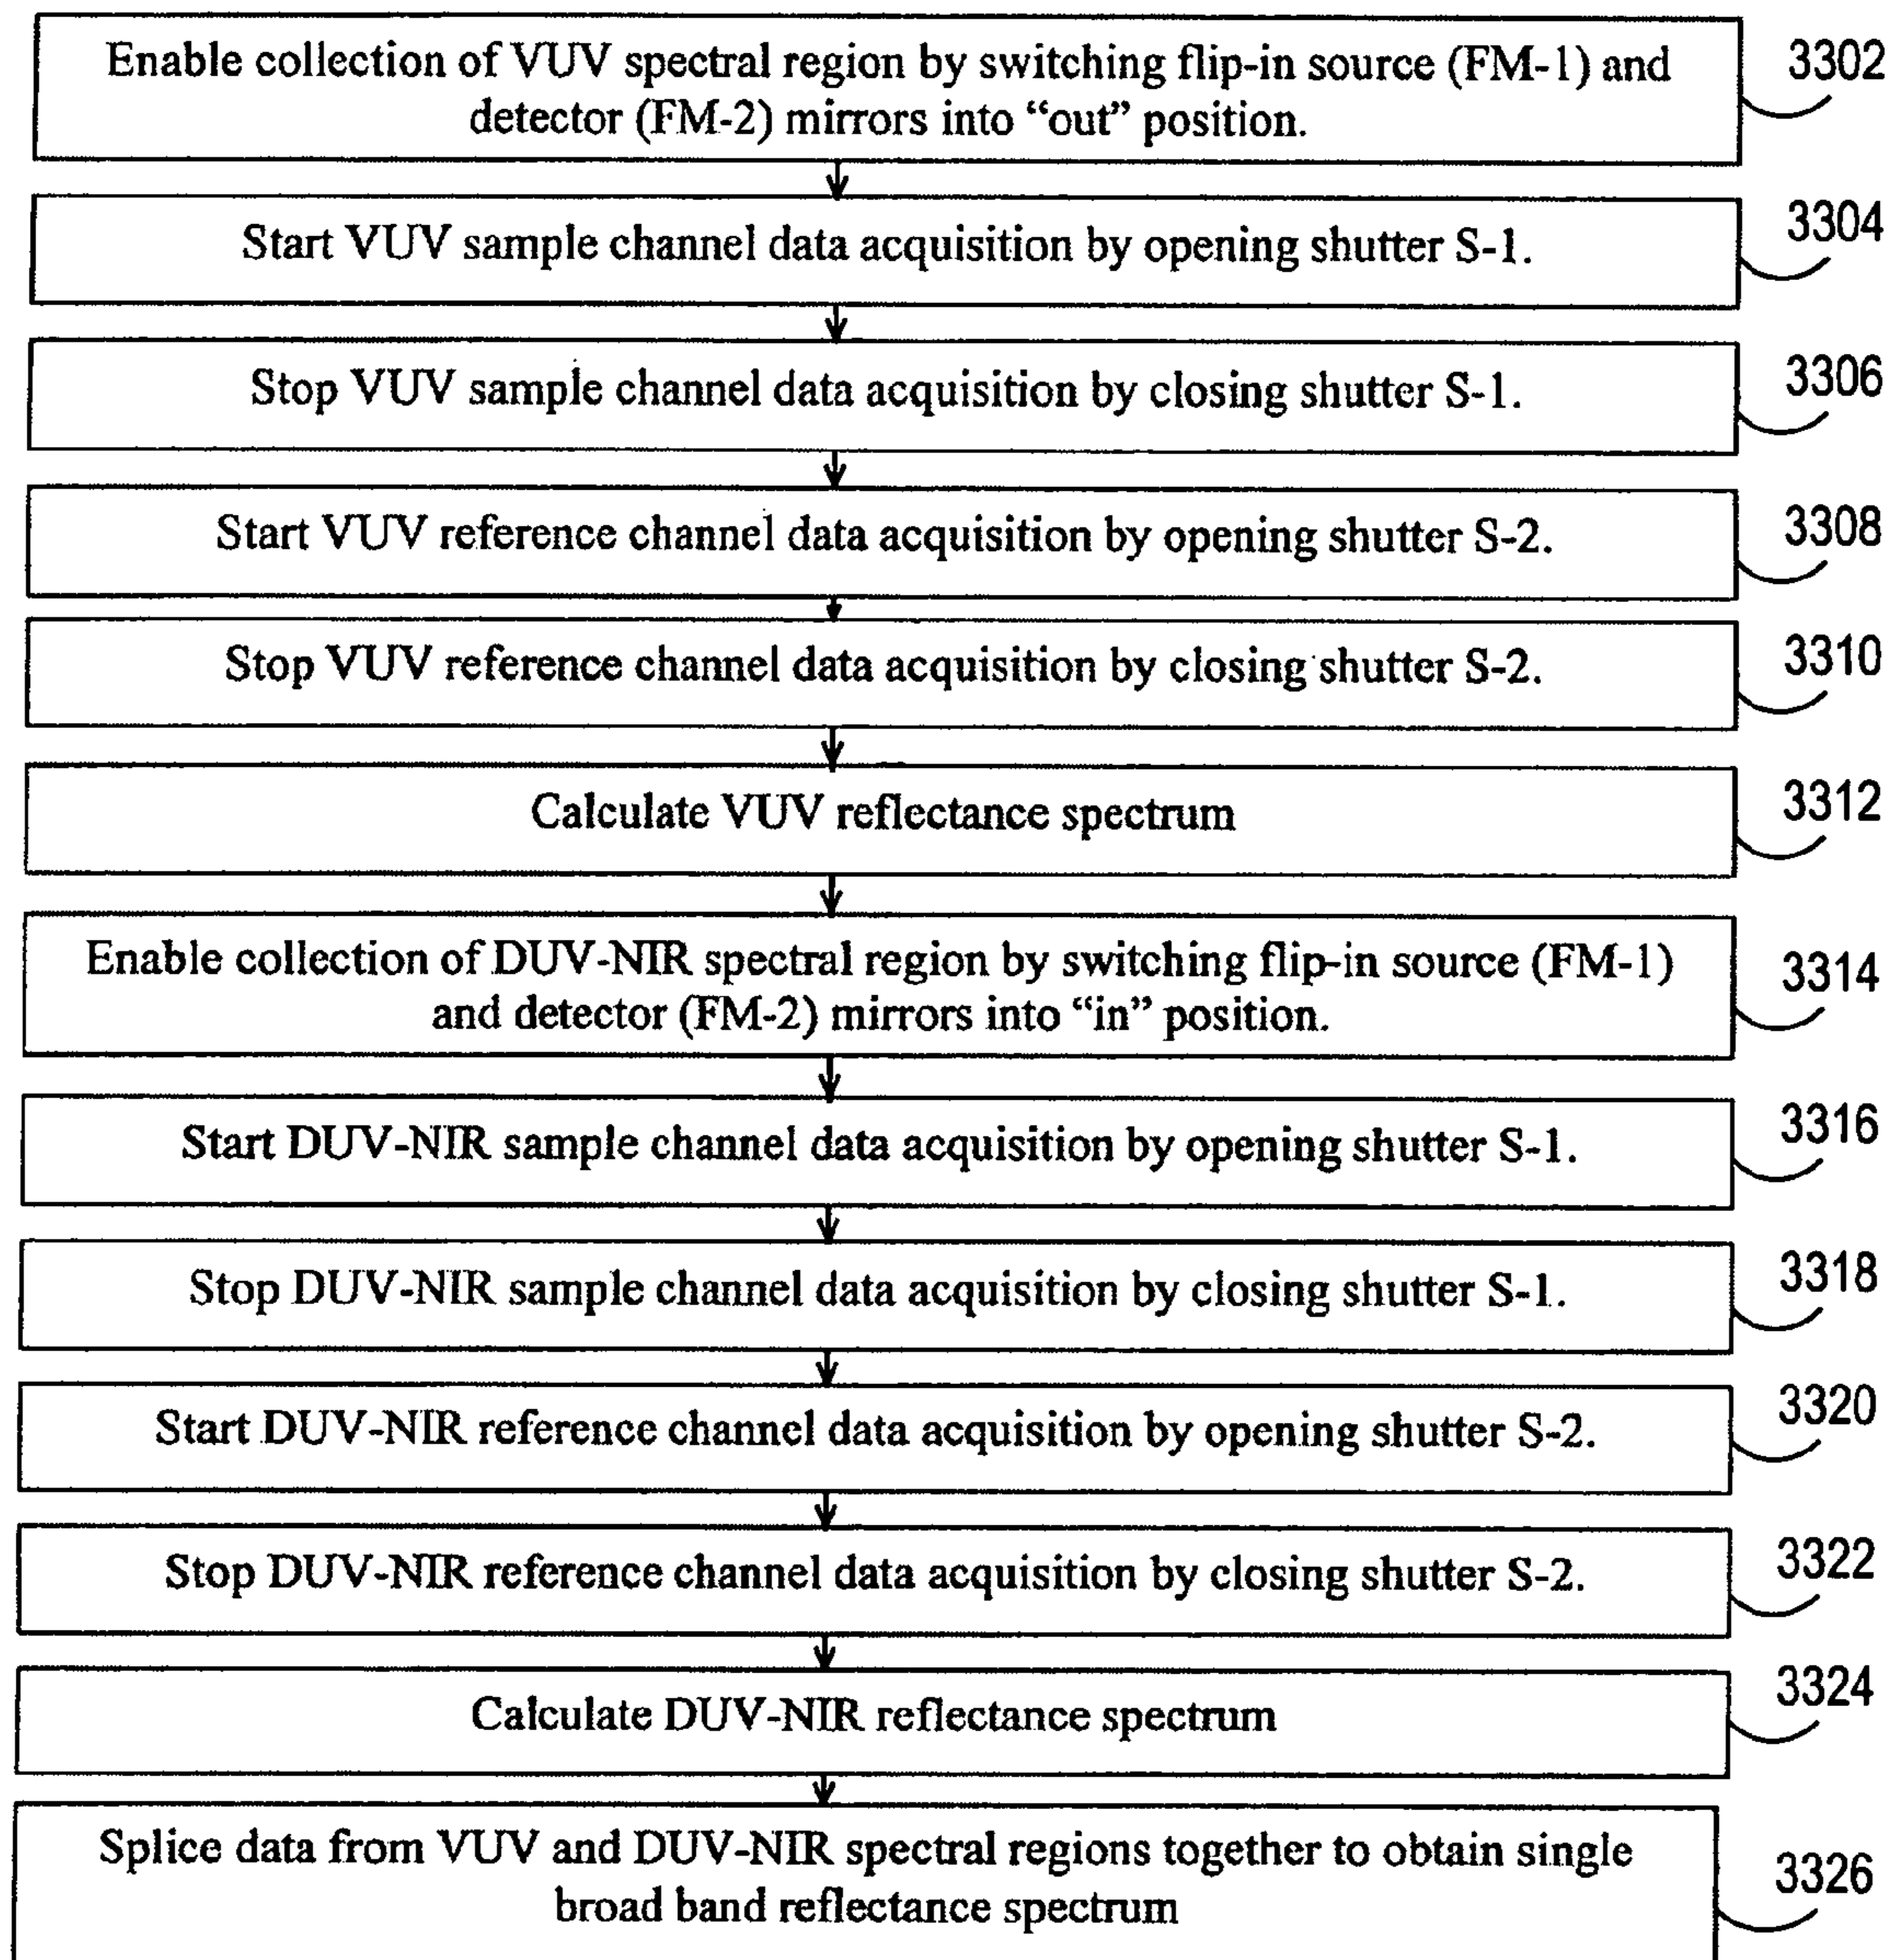 Enable collection of VUV spectral region by switching flip-in source (FM-1) and
detector (FM-2) mirrors into “out” position.
3302
Start VUV sample channel data acquisition by opening shutter S-1.
3304
Stop VUV sample channel data acquisition by closing shutter S-1.
3306
Start VUV reference channel data acquisition by opening shutter S-2.
3308
Stop VUV reference channel data acquisition by closing shutter S-2.
3310
Calculate VUV reflectance spectrum
3312
Enable collection of DUV-NIR spectral region by switching flip-in source (FM-1)
and detector (FM-2) mirrors into “in” position.
3314
Start DUV-NIR sample channel data acquisition by opening shutter S-1.
3316
Stop DUV-NIR sample channel data acquisition by closing shutter S-1.
3318
Start DUV-NIR reference channel data acquisition by opening shutter S-2.
3320
Stop DUV-NIR reference channel data acquisition by closing shutter S-2.
3322
Calculate DUV-NIR reflectance spectrum
3324
Splice data from VUV and DUV-NIR spectral regions together to obtain single
broad band reflectance spectrum
3326